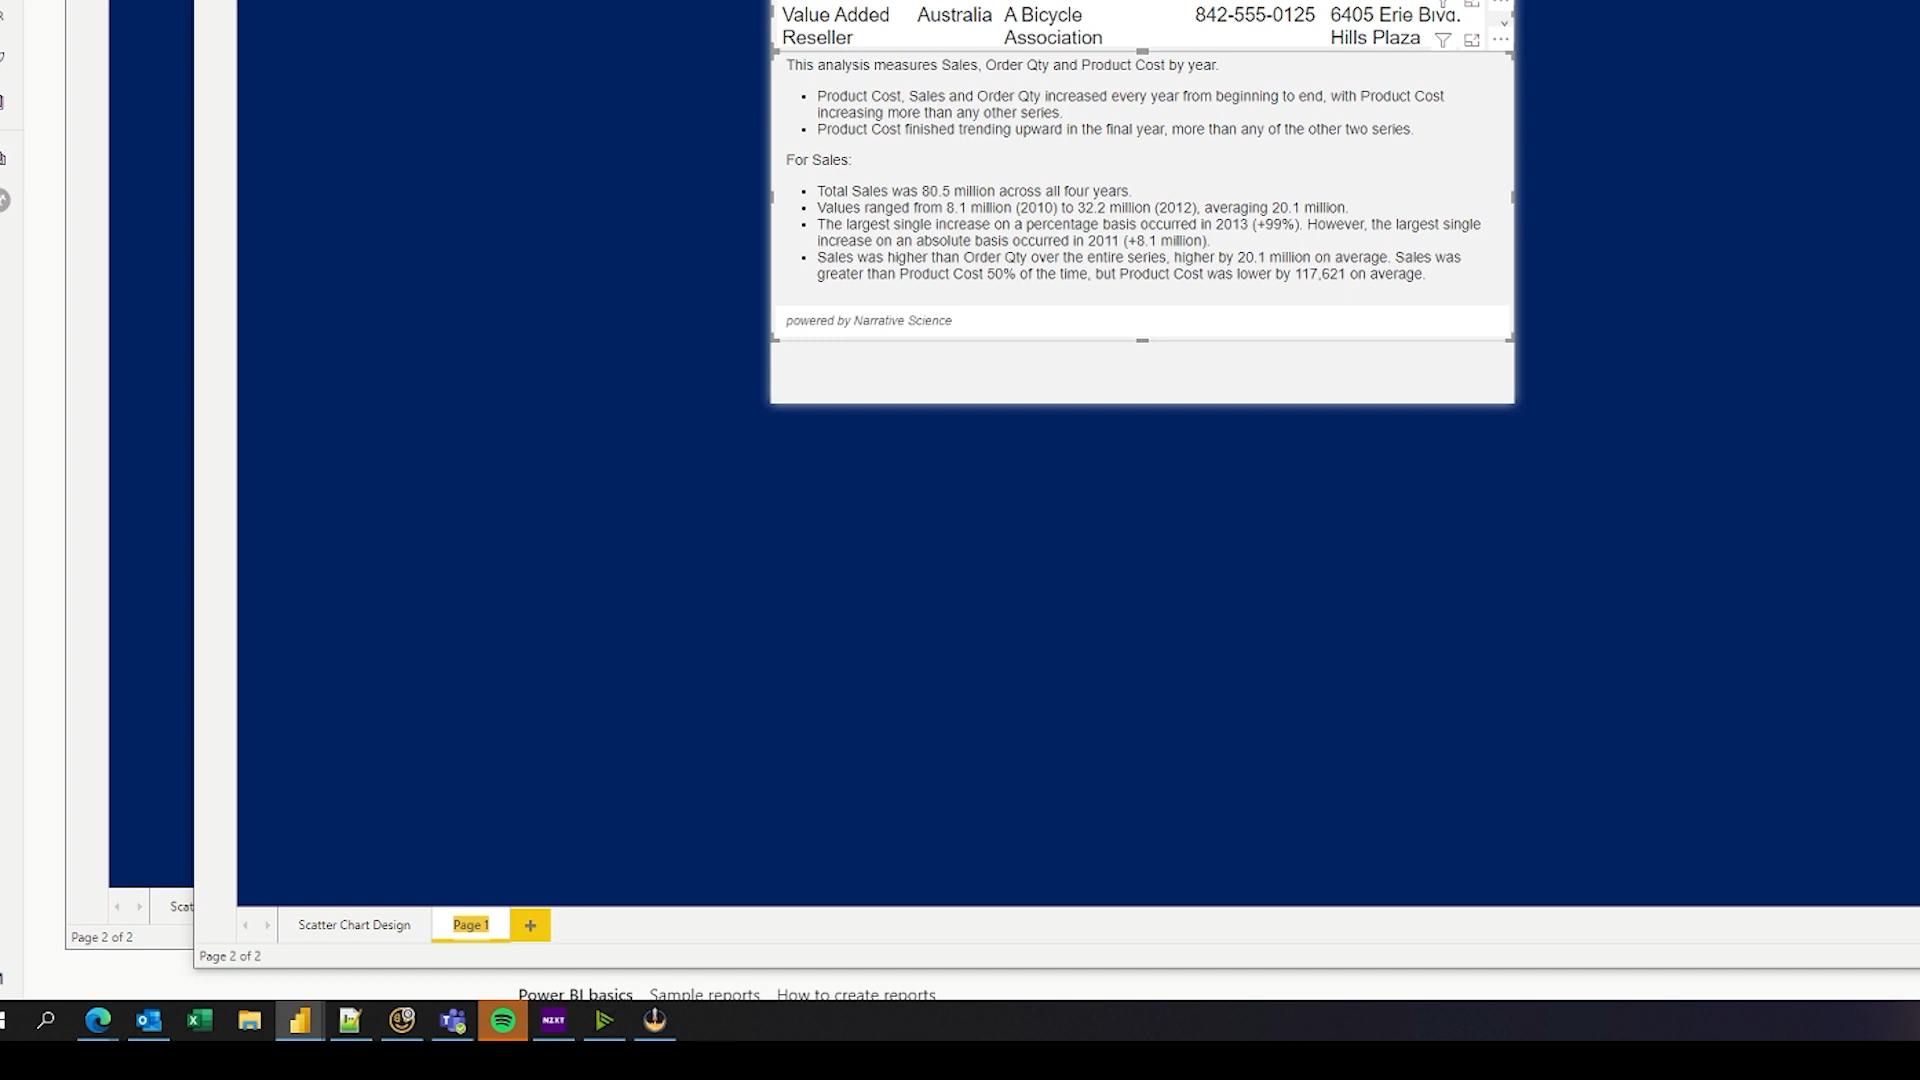 Value Added Australia A Bicycle 842-555-0125 6405 Erie Blvd.
Reseller Association Hills Plaza
This analysis measures Sales, Order Qty and Product Cost by year.
• Product Cost, Sales and Order Qty increased every year from beginning to end, with Product Cost
increasing more than any other series.
• Product Cost finished trending upward in the final year, more than any of the other two series.
For Sales:
• Total Sales was 80.5 million across all four years.
• Values ranged from 8.1 million (2010) to 32.2 million (2012), averaging 20.1 million.
• The largest single increase on a percentage basis occurred in 2013 (+99%). However, the largest single
increase on an absolute basis occurred in 2011 (+8.1 million).
• Sales was higher than Order Qty over the entire series, higher by 20.1 million on average. Sales was
greater than Product Cost 50% of the time, but Product Cost was lower by 117,621 on average.
powered by Narrative Science
Scat
Scatter Chart Design Page 1 +
Page 2 of 2
Page 2 of 2
Power BI basics Sample reports How to create reports
NZXT